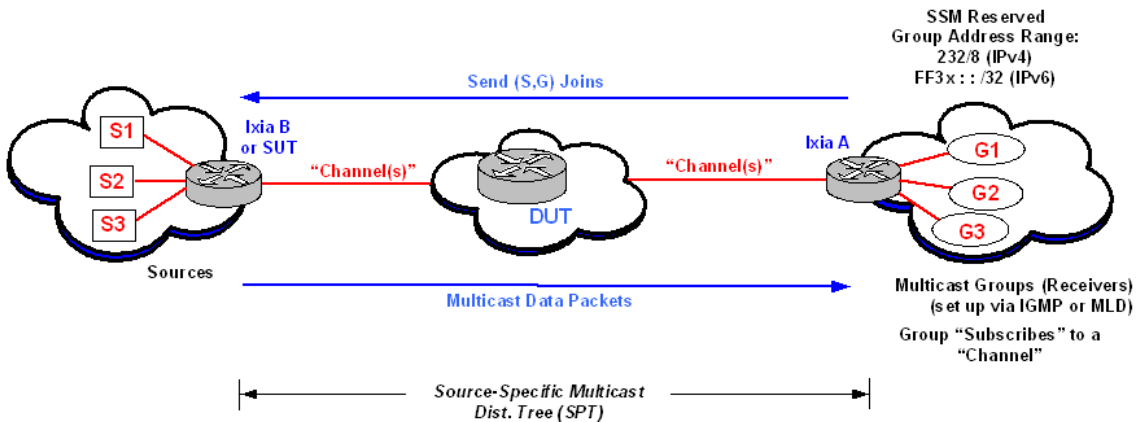 SSM Reserved
Group Address Range:
232/8 (IPv4)
FF3x : : /32 (IPv6)
Send (S,G) Joins
S1
S2
S3
Ixia B
or SUT
"Channel(s)"
DUT
"Channel(s)"
Ixia A
G1
G2
G3
Sources
Multicast Data Packets
Multicast Groups (Receivers)
(set up via IGMP or MLD)
Group "Subscribes" to a
"Channel"
Source-Specific Multicast
Dist. Tree (SPT)